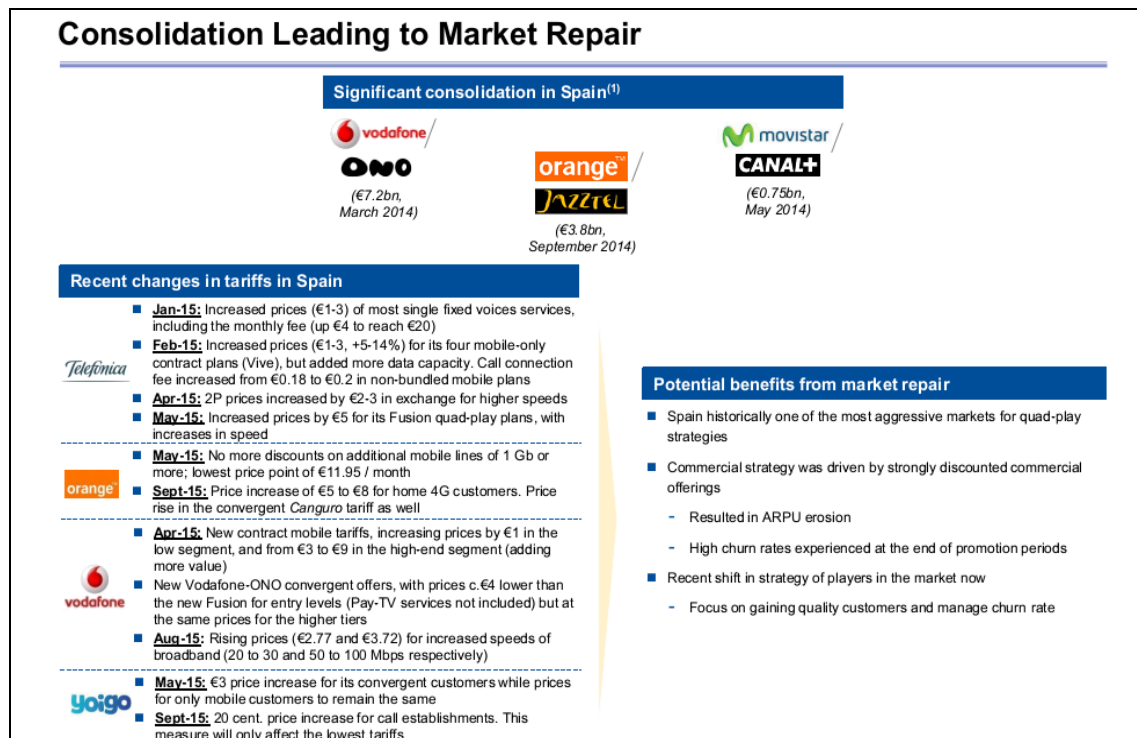 Consolidation Leading to Market Repair
Significant consolidation in Spain(1)
vodafone
ONO
(€7.2bn,
March 2014)
orange™
JAZZTEL
(€3.8bn,
September 2014)
movistar
CANAL+
(€0.75bn,
May 2014)
Recent changes in tariffs in Spain
Telefónica
Jan-15: Increased prices (€1-3) of most single fixed voices services,
including the monthly fee (up €4 to reach €20)
Feb-15: Increased prices (€1-3, +5-14%) for its four mobile-only
contract plans (Vive), but added more data capacity. Call connection
fee increased from €0.18 to €0.2 in non-bundled mobile plans
Apr-15: 2P prices increased by €2-3 in exchange for higher speeds
May-15: Increased prices by €5 for its Fusion quad-play plans, with
increases in speed
orange™
May-15: No more discounts on additional mobile lines of 1 Gb or
more; lowest price point of €11.95 / month
Sept-15: Price increase of €5 to €8 for home 4G customers. Price
rise in the convergent Canguro tariff as well
vodafone
Apr-15: New contract mobile tariffs, increasing prices by €1 in the
low segment, and from €3 to €9 in the high-end segment (adding
more value)
New Vodafone-ONO convergent offers, with prices c.€4 lower than
the new Fusion for entry levels (Pay-TV services not included) but at
the same prices for the higher tiers
Aug-15: Rising prices (€2.77 and €3.72) for increased speeds of
broadband (20 to 30 and 50 to 100 Mbps respectively)
yoigo
May-15: €3 price increase for its convergent customers while prices
for only mobile customers to remain the same
Sept-15: 20 cent. price increase for call establishments. This
measure will only affect the lowest tariffs
Potential benefits from market repair
Spain historically one of the most aggressive markets for quad-play
strategies
Commercial strategy was driven by strongly discounted commercial
offerings
- Resulted in ARPU erosion
- High churn rates experienced at the end of promotion periods
Recent shift in strategy of players in the market now
- Focus on gaining quality customers and manage churn rate